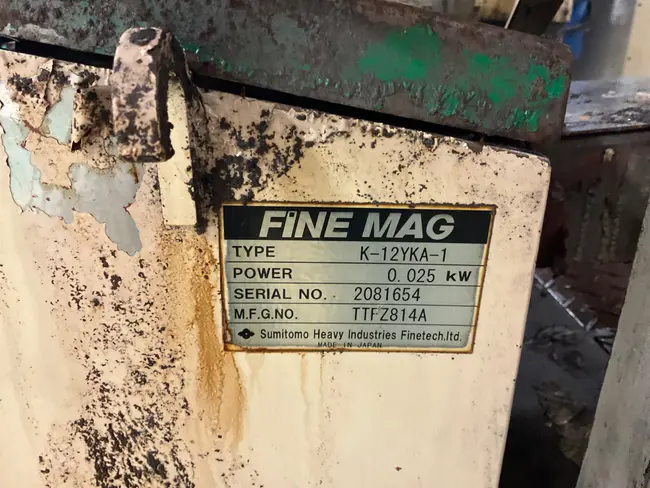 FINE MAG
TYPE K-12YKA-1
POWER 0.025 kW
SERIAL NO. 2081654
M.F.G.NO. TTFZ814A
Sumitomo Heavy Industries Finetech.ltd.
MADE IN JAPAN